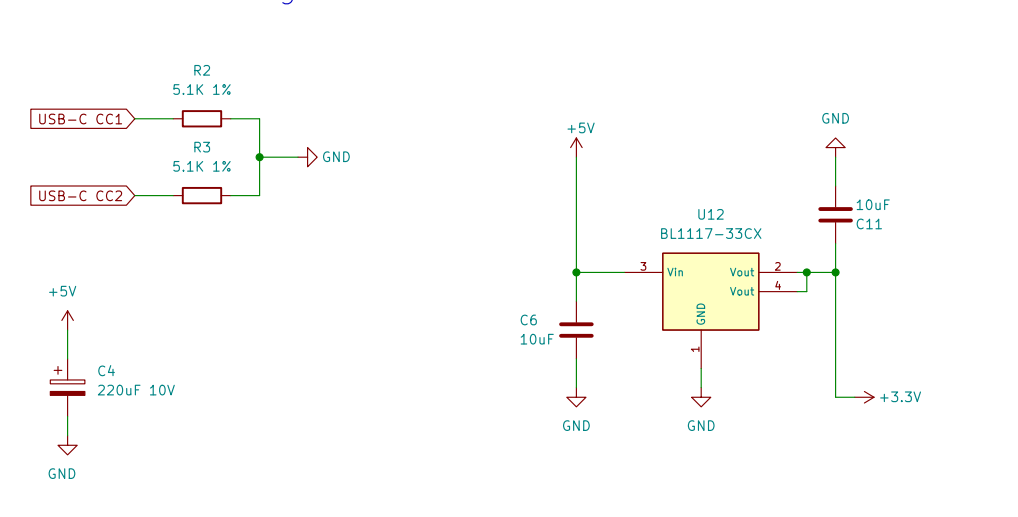 R2
5.1K 1%
USB-C CC1
R3
5.1K 1%
GND
USB-C CC2
+5V
+
C4
220uF 10V
GND
+5V
GND
10uF
C11
U12
BL1117-33CX
3
Vin
Vout
2
Vout
4
GND
1
C6
10uF
+3.3V
GND
GND